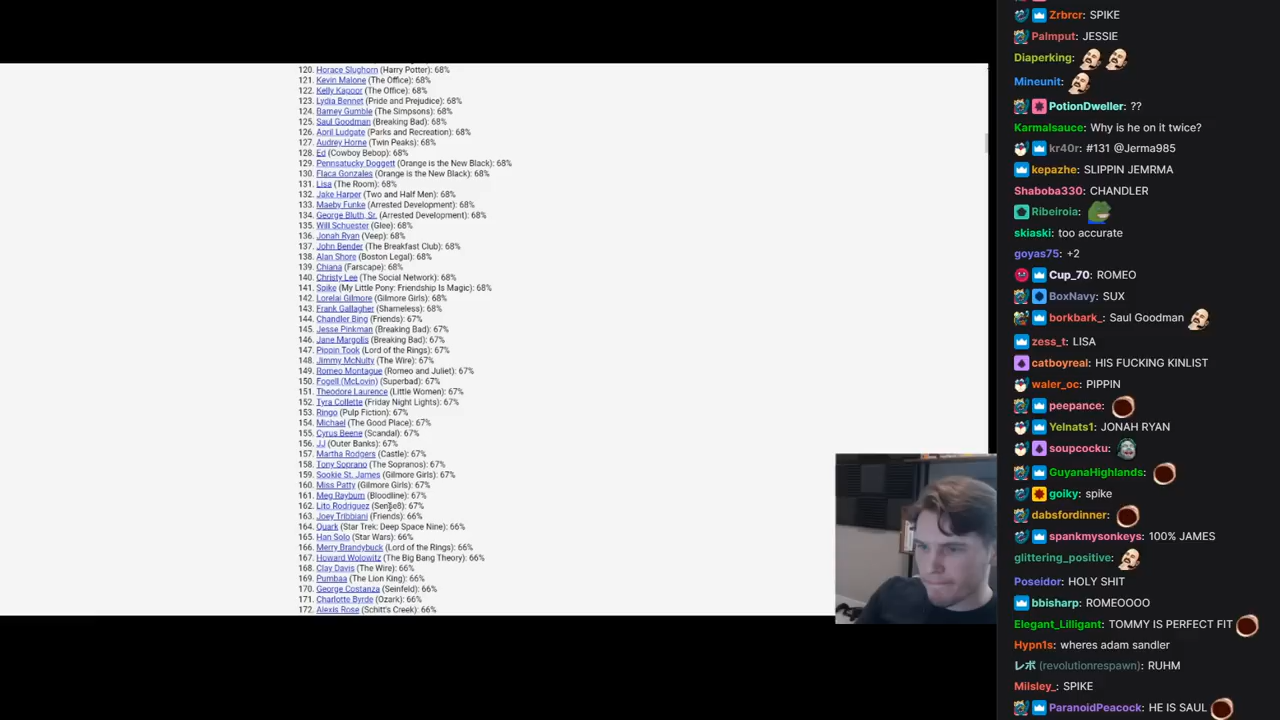 120. Horace Slughorn (Harry Potter): 68%
121. Kevin Malone (The Office): 68%
122. Kelly Kapoor (The Office): 68%
123. Lydia Bennet (Pride and Prejudice): 68%
124. Barney Gumble (The Simpsons): 68%
125. Saul Goodman (Breaking Bad): 68%
126. April Ludgate (Parks and Recreation): 68%
127. Audrey Horne (Twin Peaks): 68%
128. Ed (Cowboy Bebop): 68%
129. Pennsatucky Doggett (Orange is the New Black): 68%
130. Flaca Gonzales (Orange is the New Black): 68%
131. Lisa (The Room): 68%
132. Jake Harper (Two and Half Men): 68%
133. Maeby Funke (Arrested Development): 68%
134. George Bluth, Sr. (Arrested Development): 68%
135. Will Schuester (Glee): 68%
136. Jonah Ryan (Veep): 68%
137. John Bender (The Breakfast Club): 68%
138. Alan Shore (Boston Legal): 68%
139. Chiana (Farscape): 68%
140. Christy Lee (The Social Network): 68%
141. Spike (My Little Pony: Friendship Is Magic): 68%
142. Lorelai Gilmore (Gilmore Girls): 68%
143. Frank Gallagher (Shameless): 68%
144. Chandler Bing (Friends): 67%
145. Jesse Pinkman (Breaking Bad): 67%
146. Jane Margolis (Breaking Bad): 67%
147. Pippin Took (Lord of the Rings): 67%
148. Jimmy McNulty (The Wire): 67%
149. Romeo Montague (Romeo and Juliet): 67%
150. Fogell (McLovin) (Superbad): 67%
151. Theodore Laurence (Little Women): 67%
152. Tyra Collette (Friday Night Lights): 67%
153. Ringo (Pulp Fiction): 67%
154. Michael (The Good Place): 67%
155. Cyrus Beene (Scandal): 67%
156. JJ (Outer Banks): 67%
157. Martha Rodgers (Castle): 67%
158. Tony Soprano (The Sopranos): 67%
159. Sookie St. James (Gilmore Girls): 67%
160. Miss Patty (Gilmore Girls): 67%
161. Meg Rayburn (Bloodline): 67%
162. Lito Rodriguez (Sense8): 67%
163. Joey Tribbiani (Friends): 66%
164. Quark (Star Trek: Deep Space Nine): 66%
165. Han Solo (Star Wars): 66%
166. Merry Brandybuck (Lord of the Rings): 66%
167. Howard Wolowitz (The Big Bang Theory): 66%
168. Clay Davis (The Wire): 66%
169. Pumbaa (The Lion King): 66%
170. George Costanza (Seinfeld): 66%
171. Charlotte Byrde (Ozark): 66%
172. Alexis Rose (Schitt's Creek): 66%
Zrbrcr: SPIKE
Palmput: JESSIE
Diaperking:
Mineunit:
PotionDweller: ??
Karmalsauce: Why is he on it twice?
kr40r: #131 @Jerma985
kepazhe: SLIPPIN JEMRMA
Shaboba330: CHANDLER
Ribeiroia:
skiaski: too accurate
goyas75: +2
Cup_70: ROMEO
BoxNavy: SUX
borkbark_: Saul Goodman
zess_t: LISA
catboyreal: HIS FUCKING KINLIST
waler_oc: PIPPIN
peepance:
Yelnats1: JONAH RYAN
soupcocku:
GuyanaHighlands:
goiky: spike
dabsfordinner:
spankmysonkeys: 100% JAMES
glittering_positive:
Poseidor: HOLY SHIT
bbisharp: ROMEOOOO
Elegant_Lilligant: TOMMY IS PERFECT FIT
Hypn1s: wheres adam sandler
レボ (revolutionrespawn): RUHM
Milsley_: SPIKE
ParanoidPeacock: HE IS SAUL